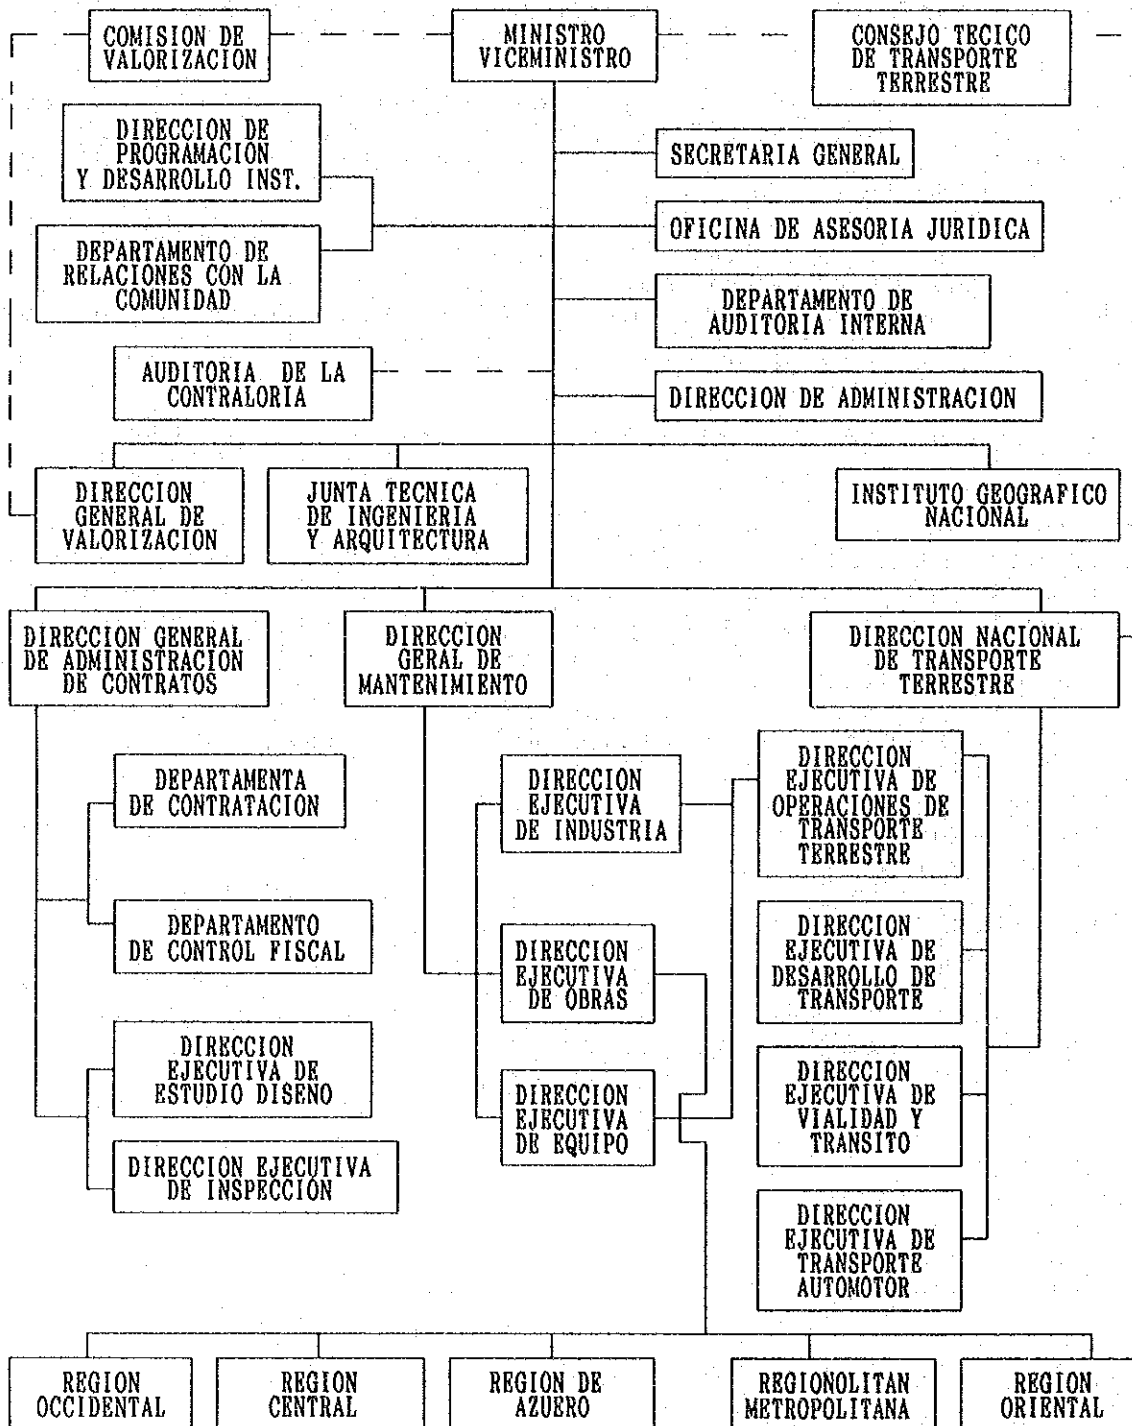 COMISION DE
VALORIZACION
MINISTRO
VICEMINISTRO
CONSEJO TECICO
DE TRANSPORTE
TERRESTRE
DIRECCION DE
PROGRAMACION
Y DESARROLLO INST.
SECRETARIA GENERAL
DEPARTAMENTO DE
RELACIONES CON LA
COMUNIDAD
OFICINA DE ASESORIA JURIDICA
DEPARTAMENTO DE
AUDITORIA INTERNA
AUDITORIA DE LA
CONTRALORIA
DIRECCION DE ADMINISTRACION
DIRECCION
GENERAL DE
VALORIZACION
JUNTA TECNICA
DE INGENIERIA
Y ARQUITECTURA
INSTITUTO GEOGRAFICO
NACIONAL
DIRECCION GENERAL
DE ADMINISTRACION
DE CONTRATOS
DIRECCION
GERAL DE
MANTENIMIENTO
DIRECCION NACIONAL
DE TRANSPORTE
TERRESTRE
DEPARTAMENTA
DE CONTRATACION
DEPARTAMENTO
DE CONTROL FISCAL
DIRECCION
EJECUTIVA DE
ESTUDIO DISENO
DIRECCION EJECUTIVA
DE INSPECCION
DIRECCION
EJECUTIVA
DE INDUSTRIA
DIRECCION
EJECUTIVA
DE OBRAS
DIRECCION
EJECUTIVA
DE EQUIPO
DIRECCION
EJECUTIVA DE
OPERACIONES DE
TRANSPORTE
TERRESTRE
DIRECCION
EJECUTIVA DE
DESARROLLO DE
TRANSPORTE
DIRECCION
EJECUTIVA DE
VIALIDAD Y
TRANSITO
DIRECCION
EJECUTIVA DE
TRANSPORTE
AUTOMOTOR
REGION
OCCIDENTAL
REGION
CENTRAL
REGION DE
AZUERO
REGIONOLITAN
METROPOLITANA
REGION
ORIENTAL